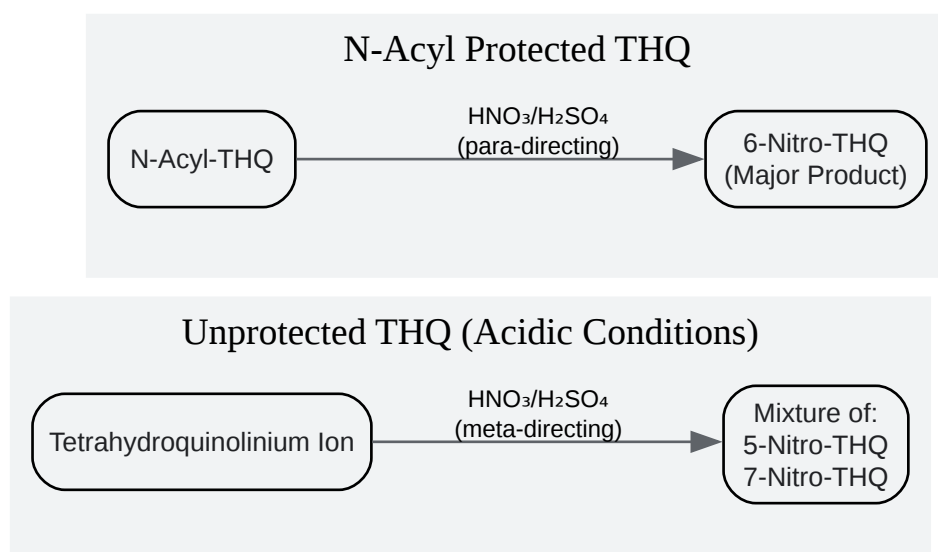 N-Acyl Protected THQ
HNO₃/H₂SO₄
(para-directing)
N-Acyl-THQ
6-Nitro-THQ
(Major Product)
Unprotected THQ (Acidic Conditions)
HNO₃/H₂SO₄
(meta-directing)
Tetrahydroquinolinium Ion
Mixture of:
5-Nitro-THQ
7-Nitro-THQ